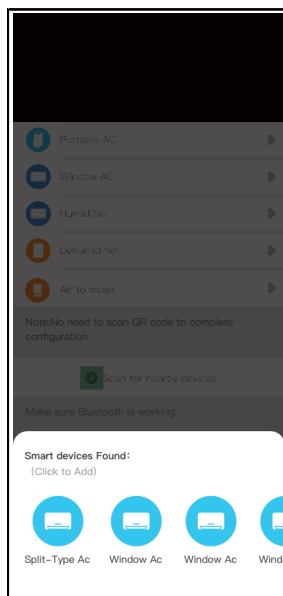 Portable AC
Window AC
Humidifier
Dehumidifier
Air to water
Note:No need to scan QR code to complete
configuration
Scan for nearby devices
Make sure Bluetooth is working.
Smart devices Found:
(Click to Add)
Split-Type Ac Window Ac Window Ac Wind